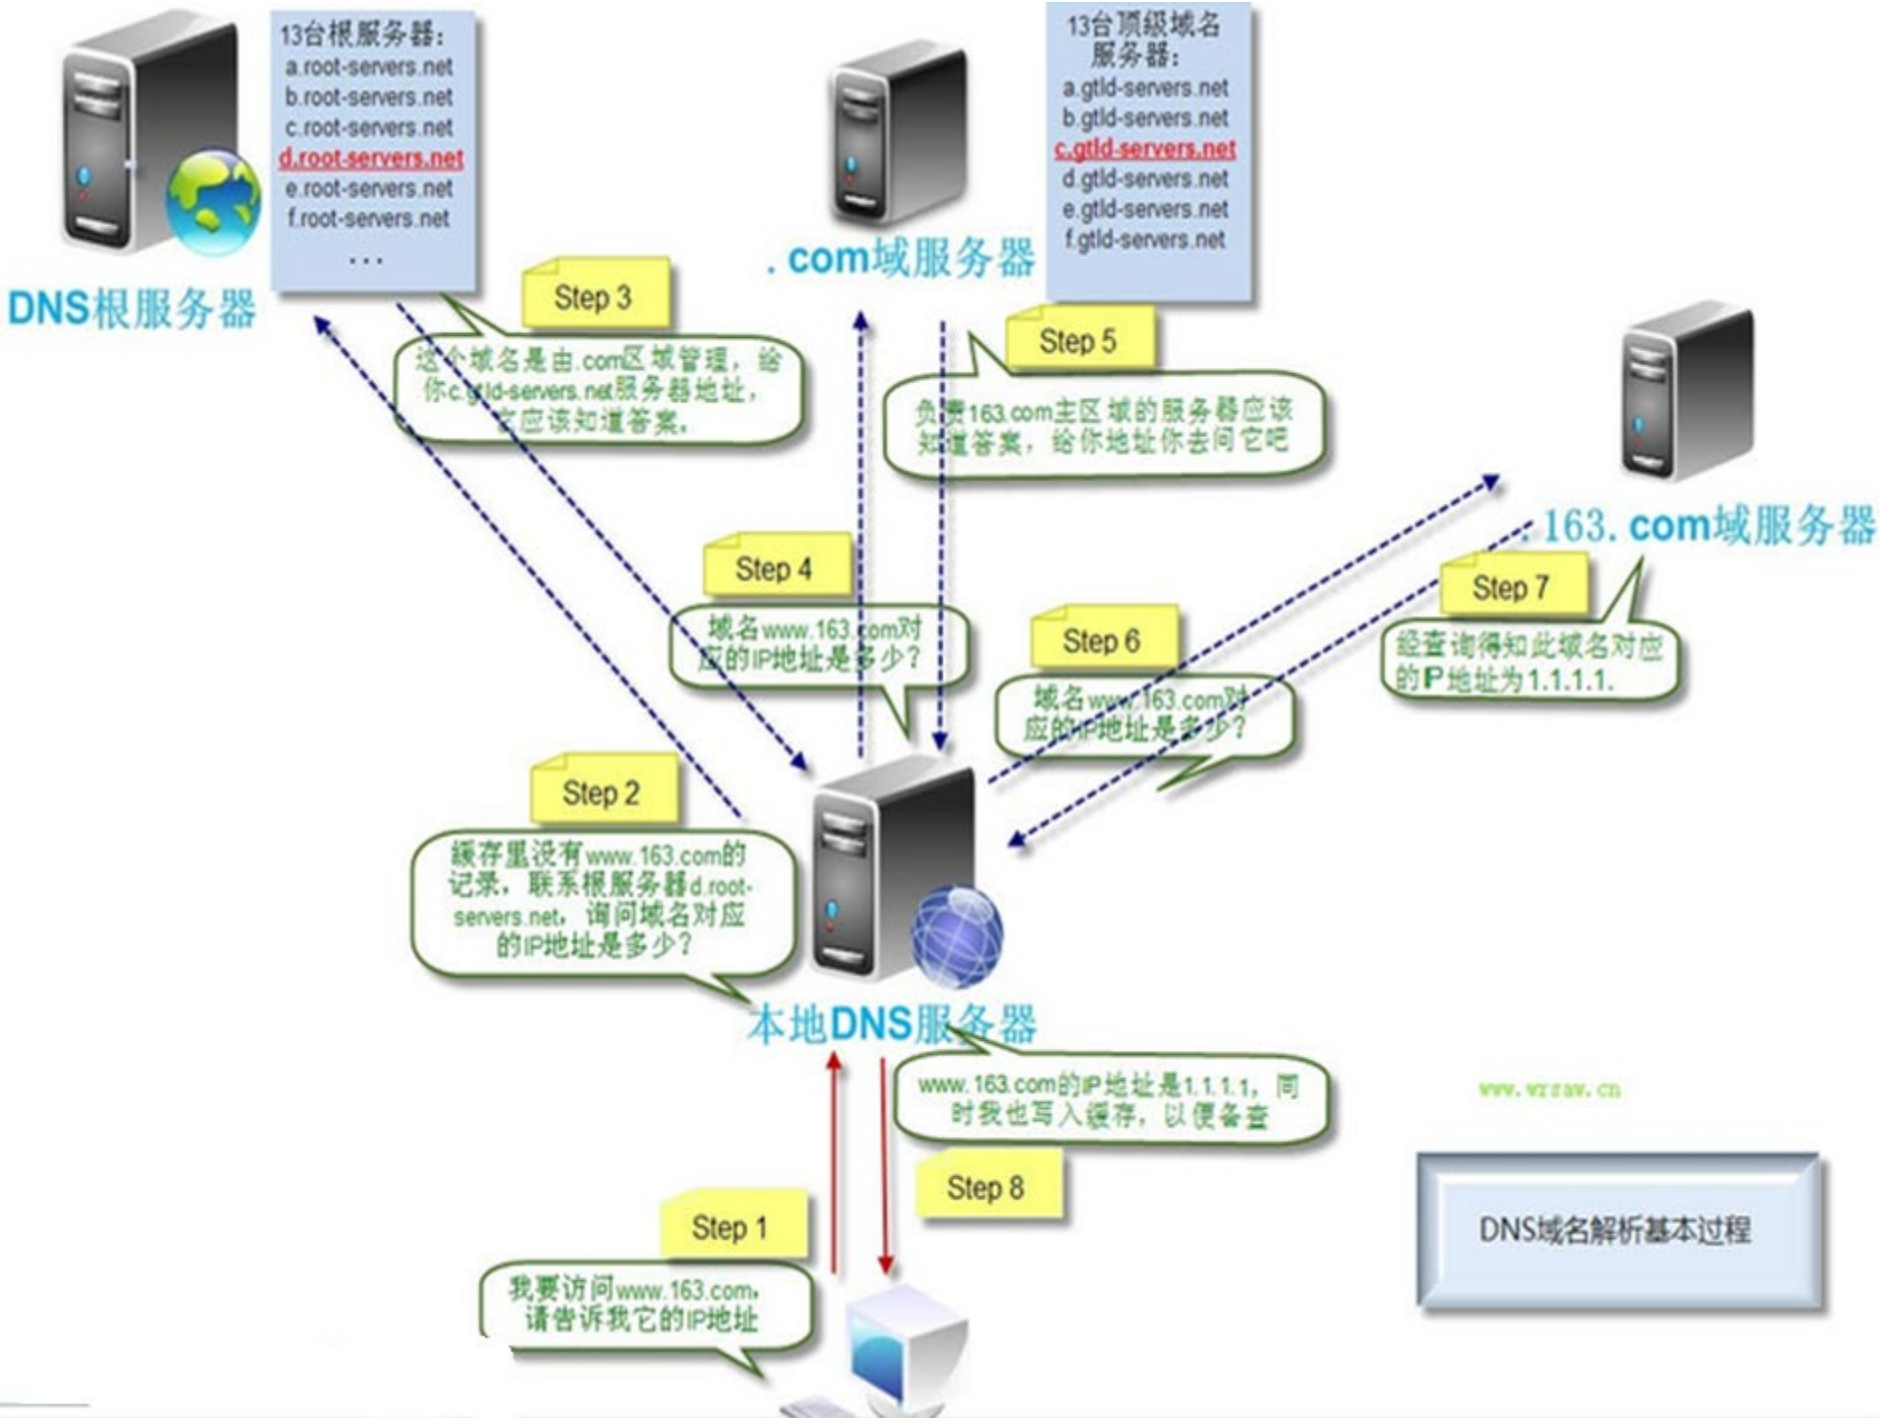 13台根服务器：
a.root-servers.net
b.root-servers.net
c.root-servers.net
d.root-servers.net
e.root-servers.net
f.root-servers.net
...
DNS根服务器
13台顶级域名
服务器：
a.gtld-servers.net
b.gtld-servers.net
c.gtld-servers.net
d.gtld-servers.net
e.gtld-servers.net
f.gtld-servers.net
.com域服务器
Step 3
这个域名是由.com区域管理，给
你c.gtld-servers.net服务器地址，
它应该知道答案。
Step 5
负责163.com主区域的服务器应该
知道答案，给你地址你去问它吧
.163.com域服务器
Step 4
域名www.163.com对
应的IP地址是多少？
Step 6
域名www.163.com对
应的IP地址是多少？
Step 7
经查询得知此域名对应
的IP地址为1.1.1.1.
Step 2
缓存里没有www.163.com的
记录，联系根服务器d.root-
servers.net，询问域名对应
的IP地址是多少？
本地DNS服务器
www.163.com的IP地址是1.1.1.1，同
时我也写入缓存，以便备查
Step 8
Step 1
我要访问www.163.com，
请告诉我它的IP地址
www.wrsaw.cn
DNS域名解析基本过程